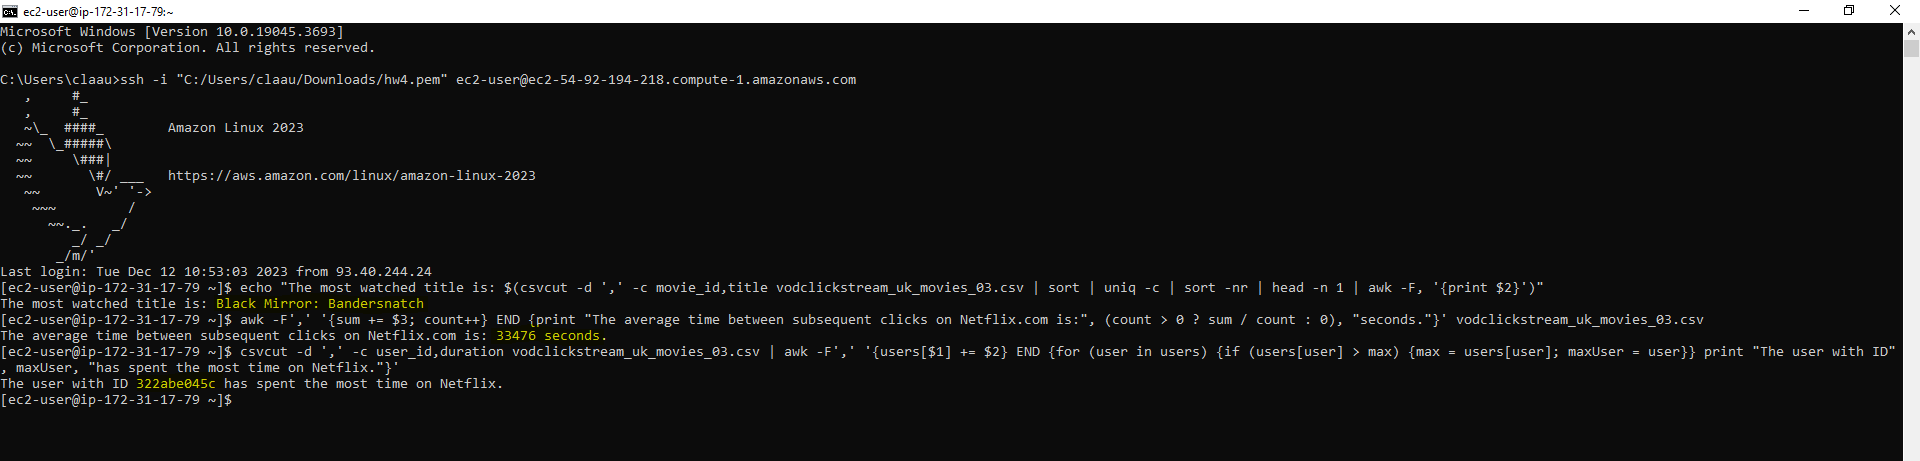 ec2-user@ip-172-31-17-79:~
Microsoft Windows [Version 10.0.19045.3693]
(c) Microsoft Corporation. All rights reserved.
C:\Users\claau>ssh -i "C:/Users/claau/Downloads/hw4.pem" ec2-user@ec2-54-92-194-218.compute-1.amazonaws.com
   ,     #_
   ,     #_
   ~\_  ####_        Amazon Linux 2023
  ~~  \_#####\
  ~~     \###|
  ~~       \#/ ___   https://aws.amazon.com/linux/amazon-linux-2023
   ~~       V~' '->
    ~~~         /
      ~~._.   _/
         _/ _/
       _/m/'
Last login: Tue Dec 12 10:53:03 2023 from 93.40.244.24
[ec2-user@ip-172-31-17-79 ~]$ echo "The most watched title is: $(csvcut -d ',' -c movie_id,title vodclickstream_uk_movies_03.csv | sort | uniq -c | sort -nr | head -n 1 | awk -F, '{print $2}')"
The most watched title is: Black Mirror: Bandersnatch
[ec2-user@ip-172-31-17-79 ~]$ awk -F',' '{sum += $3; count++} END {print "The average time between subsequent clicks on Netflix.com is:", (count > 0 ? sum / count : 0), "seconds."}' vodclickstream_uk_movies_03.csv
The average time between subsequent clicks on Netflix.com is: 33476 seconds.
[ec2-user@ip-172-31-17-79 ~]$ csvcut -d ',' -c user_id,duration vodclickstream_uk_movies_03.csv | awk -F',' '{users[$1] += $2} END {for (user in users) {if (users[user] > max) {max = users[user]; maxUser = user}} print "The user with ID"
, maxUser, "has spent the most time on Netflix."}'
The user with ID 322abe045c has spent the most time on Netflix.
[ec2-user@ip-172-31-17-79 ~]$